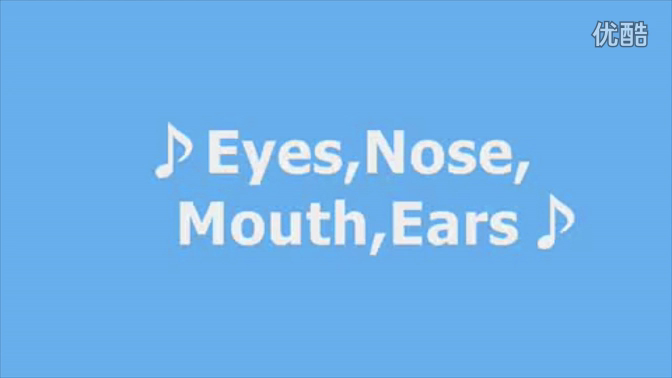 优酷
♪Eyes,Nose,
Mouth,Ears♪